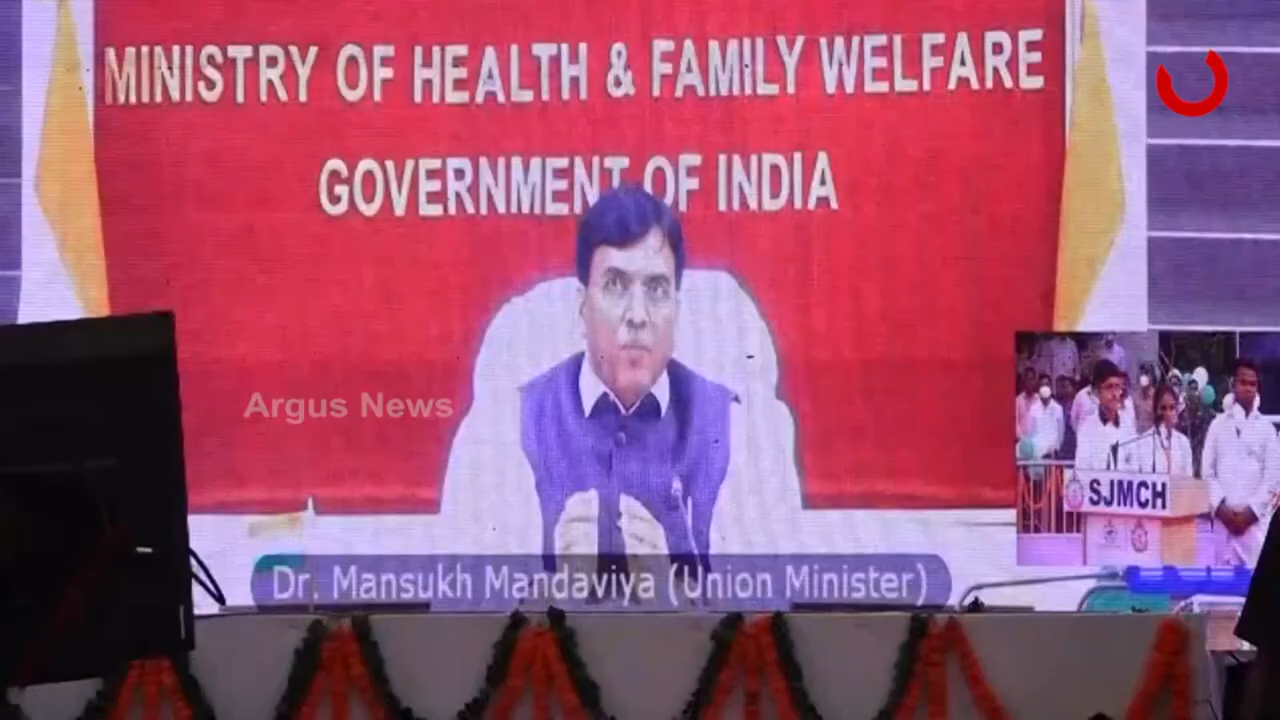 MINISTRY OF HEALTH & FAMILY WELFARE
GOVERNMENT OF INDIA
Argus News
SJMCH
Dr. Mansukh Mandaviya (Union Minister)